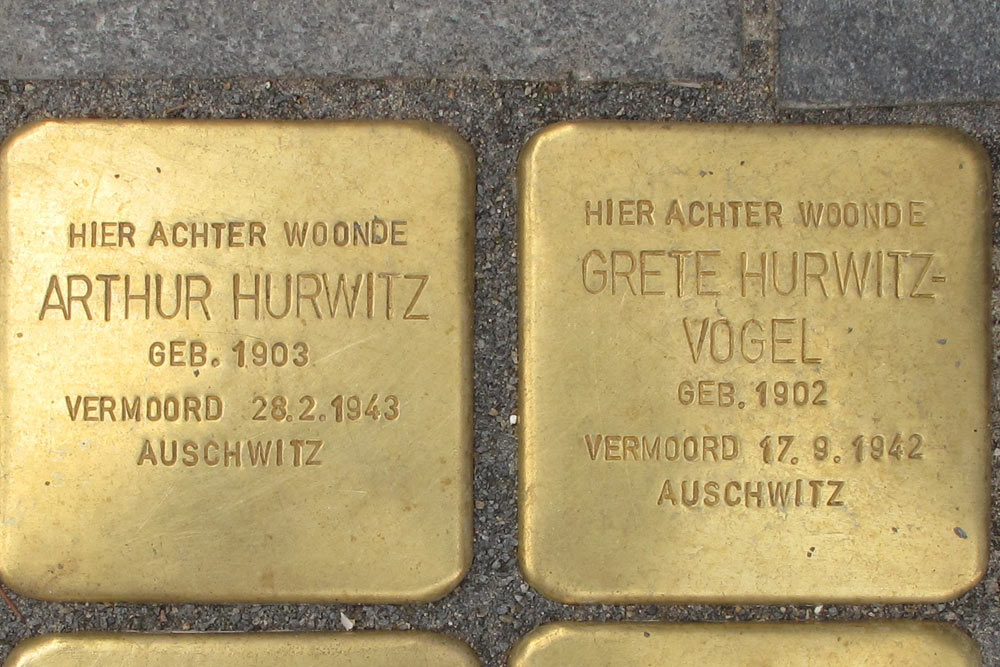 HIER ACHTER WOONDE
ARTHUR HURWITZ
GEB. 1903
VERMOORD 28.2.1943
AUSCHWITZ
HIER ACHTER WOONDE
GRETE HURWITZ-
VOGEL
GEB. 1902
VERMOORD 17.9.1942
AUSCHWITZ